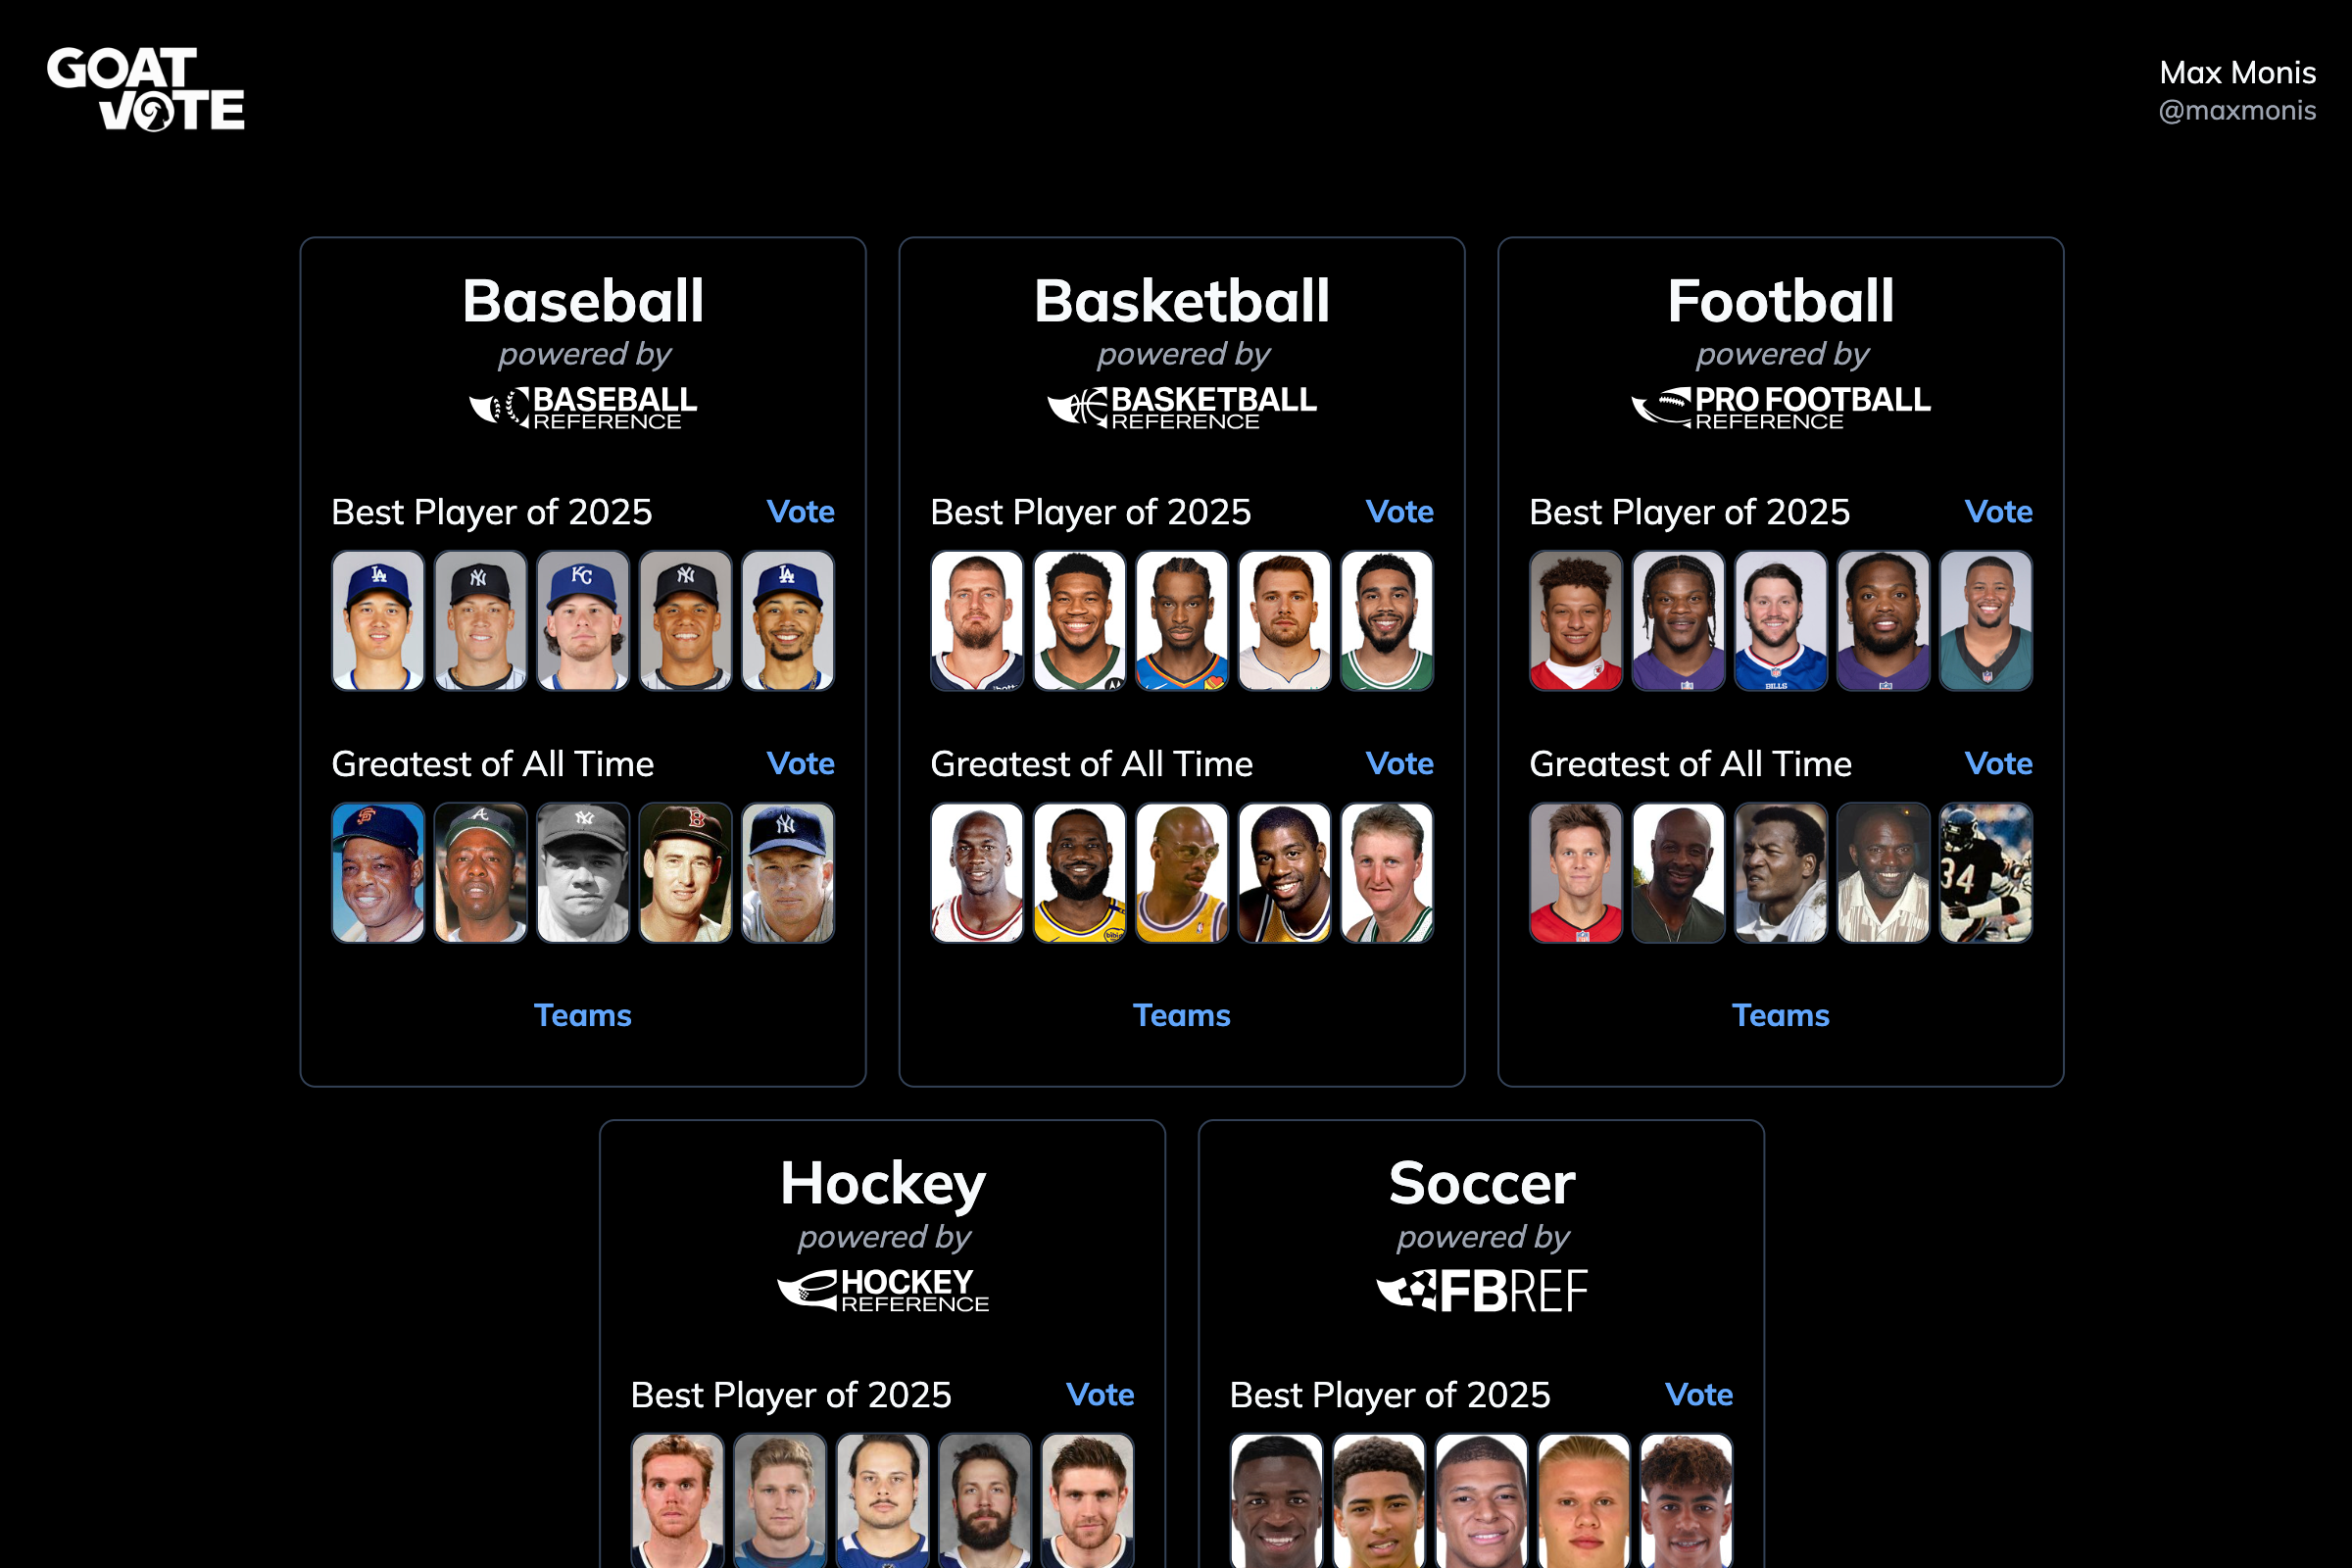 GOAT
VOTE
Max Monis
@maxmonis
Baseball
powered by
BASEBALL
REFERENCE
Best Player of 2025
Vote
Greatest of All Time
Vote
Teams
Basketball
powered by
BASKETBALL
REFERENCE
Best Player of 2025
Vote
Greatest of All Time
Vote
Teams
Football
powered by
PRO FOOTBALL
REFERENCE
Best Player of 2025
Vote
BILLS
Greatest of All Time
Vote
34
Teams
Hockey
powered by
HOCKEY
REFERENCE
Best Player of 2025
Vote
Soccer
powered by
FBREF
Best Player of 2025
Vote